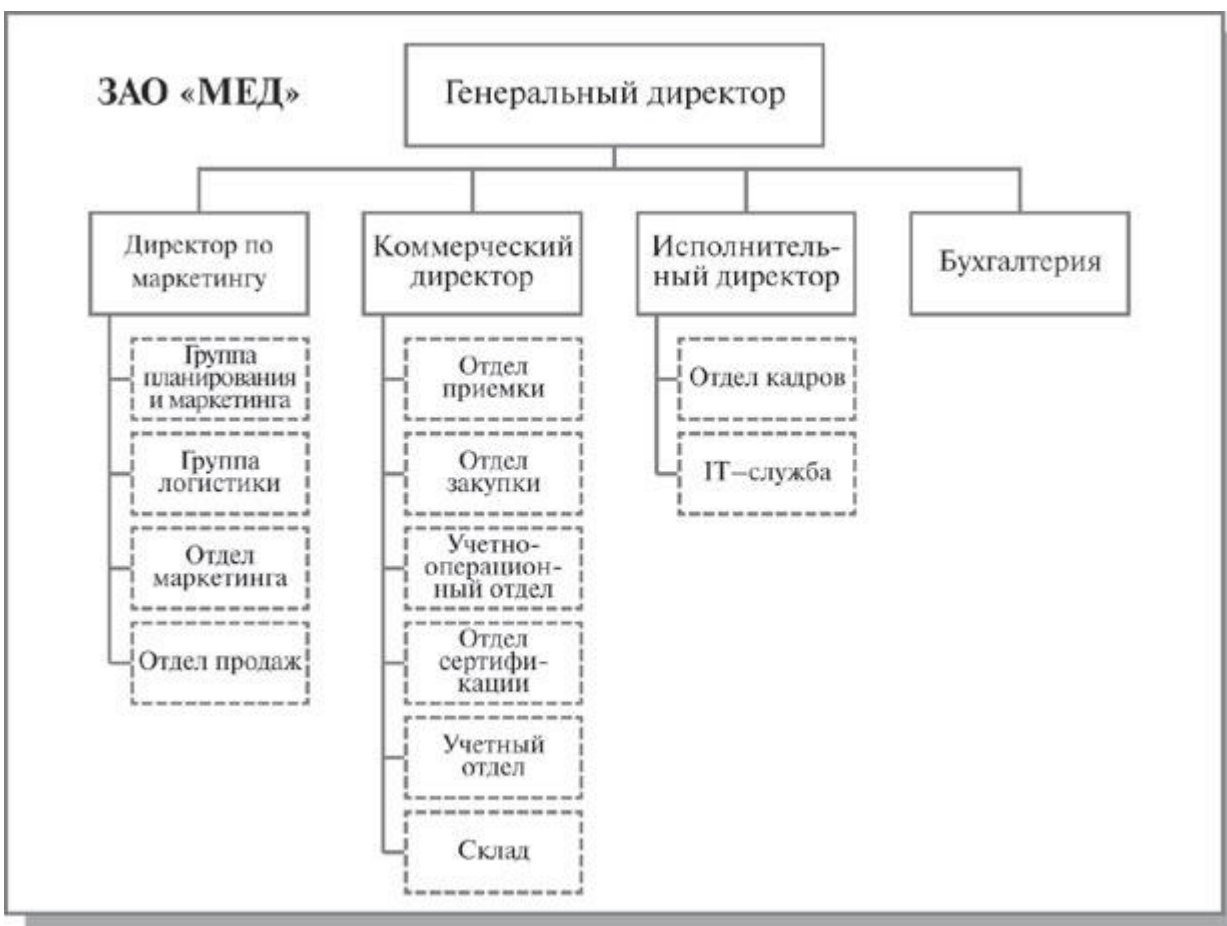 ЗАО «МЕД»
Генеральный директор
Директор по
маркетингу
Коммерческий
директор
Исполнитель-
ный директор
Бухгалтерия
Группа
планирования
и маркетинга
Группа
логистики
Отдел
маркетинга
Отдел продаж
Отдел
приемки
Отдел
закупки
Учетно-
операцион-
ный отдел
Отдел
сертифи-
кации
Учетный
отдел
Склад
Отдел кадров
IT–служба